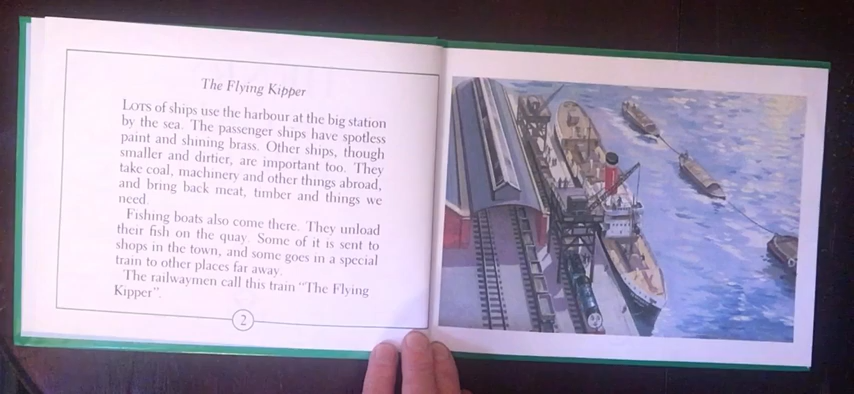 The Flying Kipper
LOTS of ships use the harbour at the big station
by the sea. The passenger ships have spotless
paint and shining brass. Other ships, though
smaller and dirtier, are important too. They
take coal, machinery and other things abroad,
and bring back meat, timber and things we
need.
Fishing boats also come there. They unload
their fish on the quay. Some of it is sent to
shops in the town, and some goes in a special
train to other places far away.
The railwaymen call this train "The Flying
Kipper".
2